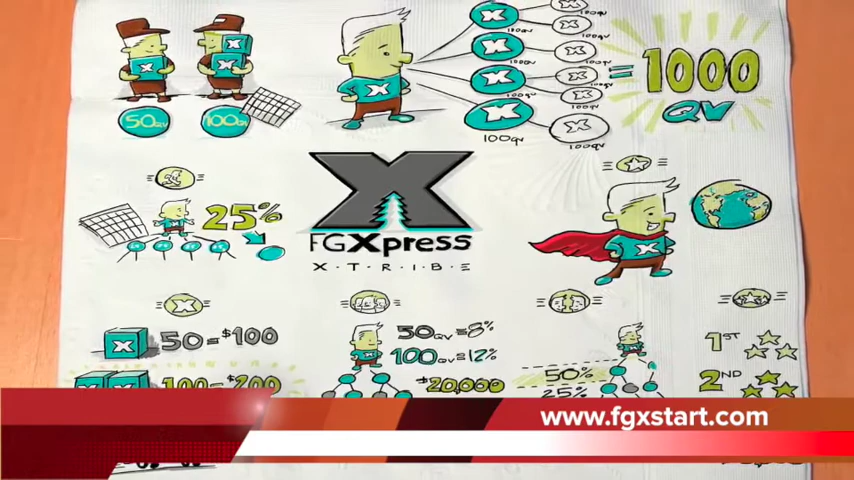 50QV
100QV
100QV
100QV
100QV
100QV
100QV
100QV
100QV
100QV
= 1000
QV
25%
FGXpress
X·T·R·I·B·E
50=$100
100=$200
50QV=8%
100QV=12%
$20,000
50%
25%
1ST
2ND
www.fgxstart.com